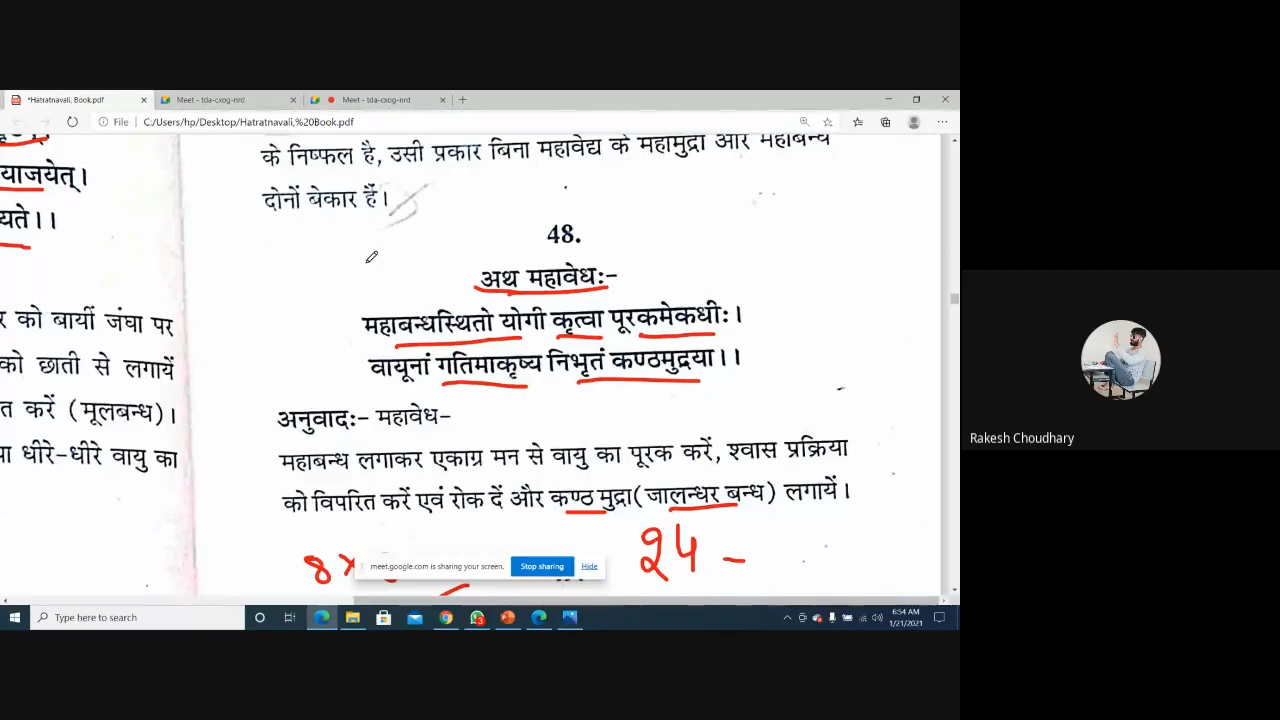 *Hatratnavali, Book.pdf
Meet - tda-cxog-nrd
Meet - tda-cxog-nrd
File
C:/Users/hp/Desktop/Hatratnavali,%20Book.pdf
के निष्फल है, उसी प्रकार बिना महावेद्य के महामुद्रा और महाबन्ध
याजयेत्।
दोनों बेकार हैं।
यते।।
48.
अथ महावेधः-
महाबन्धस्थितो योगी कृत्वा पूरकमेकधीः।
वायूनां गतिमाकृष्य निभृतं कण्ठमुद्रया।।
र को बार्यी जंघा पर
को छाती से लगायें
त करें (मूलबन्ध)।
धीरे-धीरे वायु का
अनुवादः- महावेध-
महाबन्ध लगाकर एकाग्र मन से वायु का पूरक करें, श्वास प्रक्रिया
को विपरित करें एवं रोक दें और कण्ठ मुद्रा(जालन्धर बन्ध) लगायें।
8x
24 -
meet.google.com is sharing your screen.
Stop sharing
Hide
Type here to search
3
6:54 AM
1/21/2021
Rakesh Choudhary